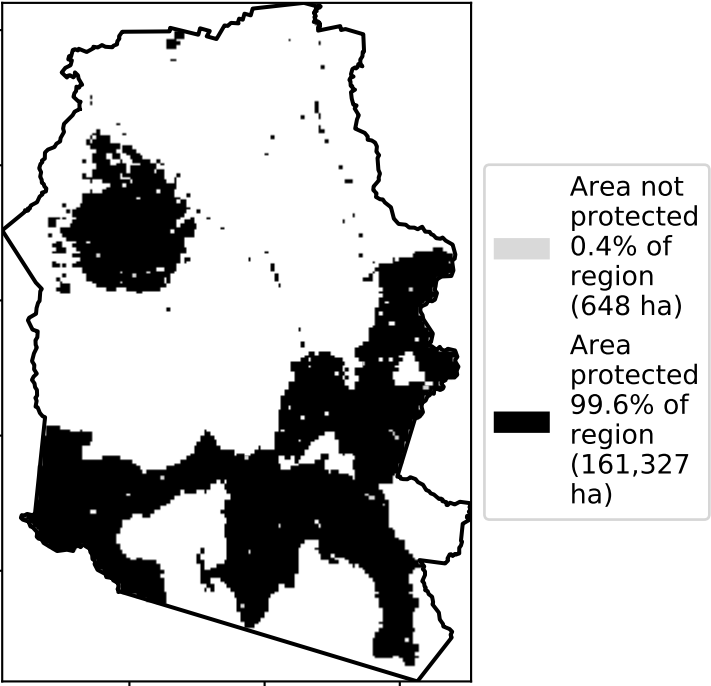 Area not
protected
0.4% of
region
(648 ha)
Area
protected
99.6% of
region
(161,327
ha)